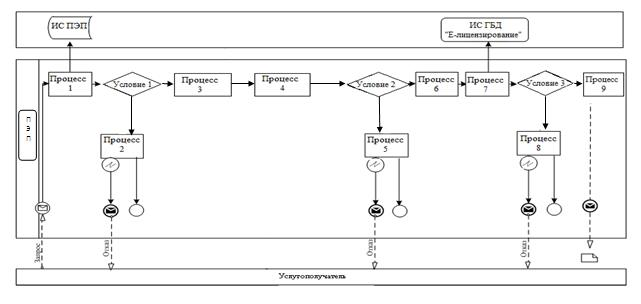 ИС ПЭП
ИС ГБД
"Е-лицензирование"
Процесс
1
Условие 1
Процесс
3
Процесс
4
Условие 2
Процесс
6
Процесс
7
Условие 3
Процесс
9
П
Э
П
Процесс
2
Процесс
5
Процесс
8
Запрос
Отказ
Отказ
Отказ
Услугополучатель